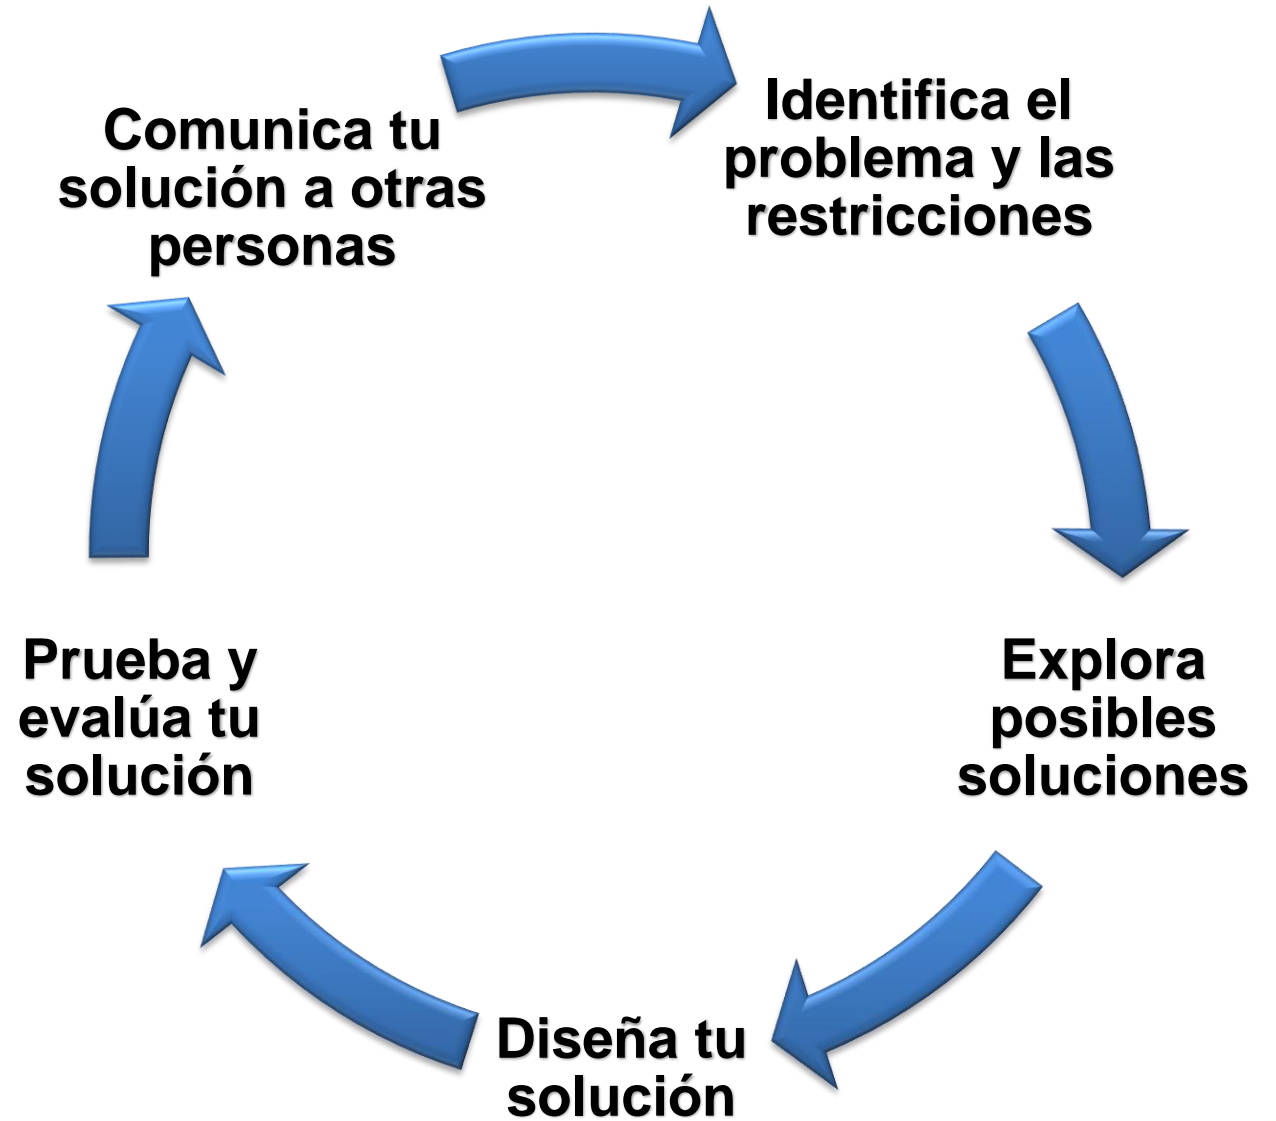 Comunica tu
solución a otras
personas
Identifica el
problema y las
restricciones
Explora
posibles
soluciones
Diseña tu
solución
Prueba y
evalúa tu
solución